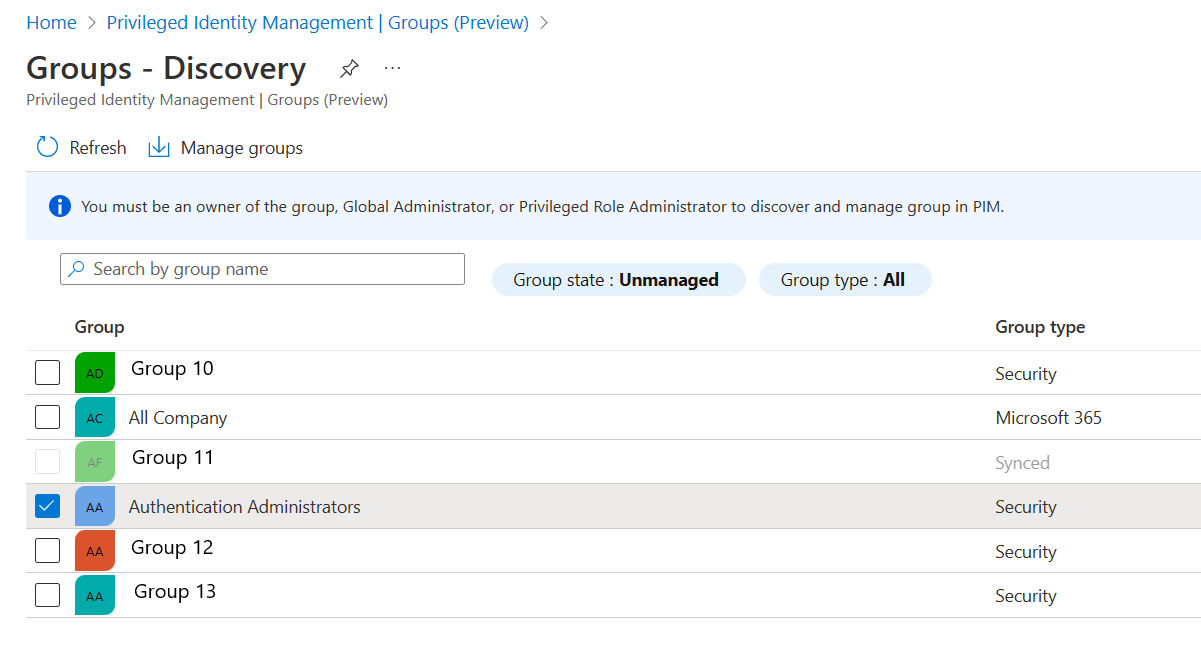 Home > Privileged Identity Management | Groups (Preview) >
Groups - Discovery ...
Privileged Identity Management | Groups (Preview)
Refresh Manage groups
You must be an owner of the group, Global Administrator, or Privileged Role Administrator to discover and manage group in PIM.
Search by group name Group state : Unmanaged Group type : All
Group Group type
AD Group 10 Security
AC All Company Microsoft 365
AF Group 11 Synced
AA Authentication Administrators Security
AA Group 12 Security
AA Group 13 Security